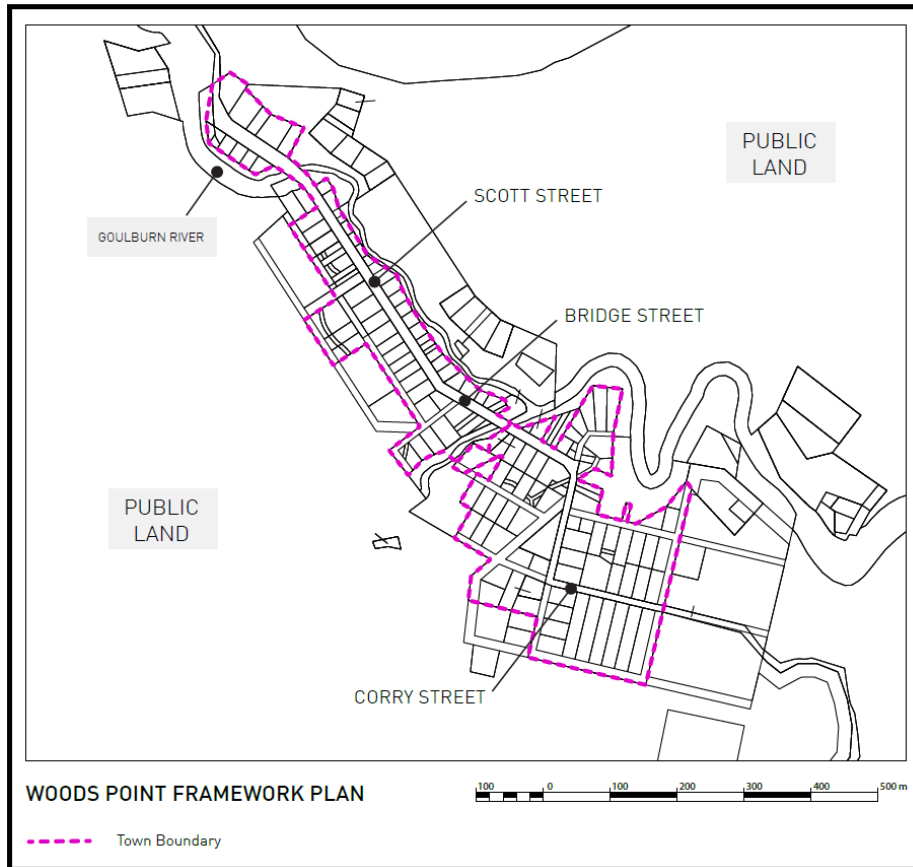 PUBLIC
LAND
SCOTT STREET
GOULBURN RIVER
BRIDGE STREET
PUBLIC
LAND
CORRY STREET
WOODS POINT FRAMEWORK PLAN
100 0 100 200 300 400 500 m
Town Boundary